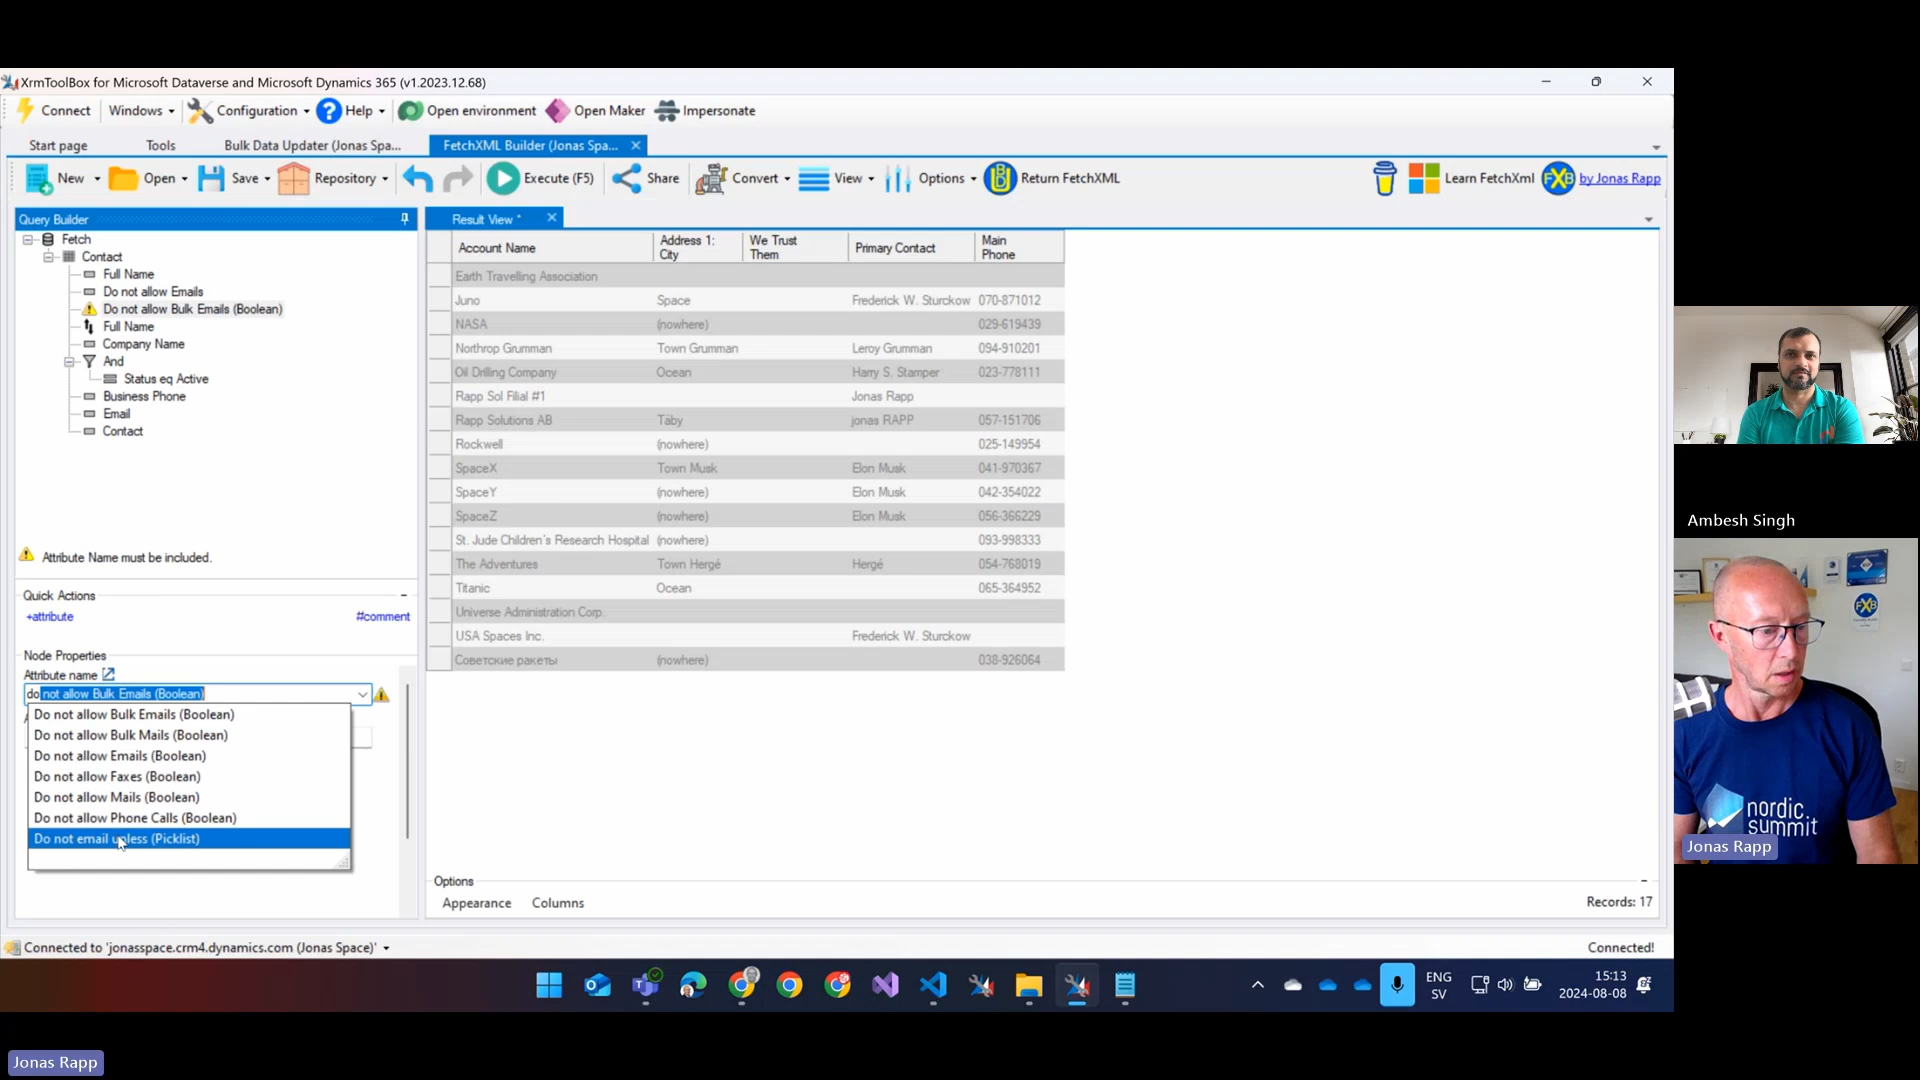 XrmToolBox for Microsoft Dataverse and Microsoft Dynamics 365 (v1.2023.12.68)
Connect Windows Configuration Help Open environment Open Maker Impersonate
Start page Tools Bulk Data Updater (Jonas Spa... FetchXML Builder (Jonas Spa...
New Open Save Repository Execute (F5) Share Convert View Options Return FetchXML Learn FetchXml FXB by Jonas Rapp
Query Builder
Fetch
Contact
Full Name
Do not allow Emails
Do not allow Bulk Emails (Boolean)
Full Name
Company Name
And
Status eq Active
Business Phone
Email
Contact
Attribute Name must be included.
Quick Actions
+attribute #comment
Node Properties
Attribute name
do not allow Bulk Emails (Boolean)
Do not allow Bulk Emails (Boolean)
Do not allow Bulk Mails (Boolean)
Do not allow Emails (Boolean)
Do not allow Faxes (Boolean)
Do not allow Mails (Boolean)
Do not allow Phone Calls (Boolean)
Do not email unless (Picklist)
Result View *
Account Name Address 1: City We Trust Them Primary Contact Main Phone
Earth Travelling Association
Juno Space Frederick W. Sturckow 070-871012
NASA (nowhere) 029-619439
Northrop Grumman Town Grumman Leroy Grumman 094-910201
Oil Drilling Company Ocean Harry S. Stamper 023-778111
Rapp Sol Filial #1 Jonas Rapp
Rapp Solutions AB Täby jonas RAPP 057-151706
Rockwell (nowhere) 025-149954
SpaceX Town Musk Elon Musk 041-970367
SpaceY (nowhere) Elon Musk 042-354022
SpaceZ (nowhere) Elon Musk 056-366229
St. Jude Children's Research Hospital (nowhere) 093-998333
The Adventures Town Hergé Hergé 054-768019
Titanic Ocean 065-364952
Universe Administration Corp.
USA Spaces Inc. Frederick W. Sturckow
Советские ракеты (nowhere) 038-926064
Options
Appearance Columns Records: 17
Connected to 'jonasspace.crm4.dynamics.com (Jonas Space)' Connected!
ENG
SV
15:13
2024-08-08
Ambesh Singh
FXB
nordic
summit
Jonas Rapp
Jonas Rapp